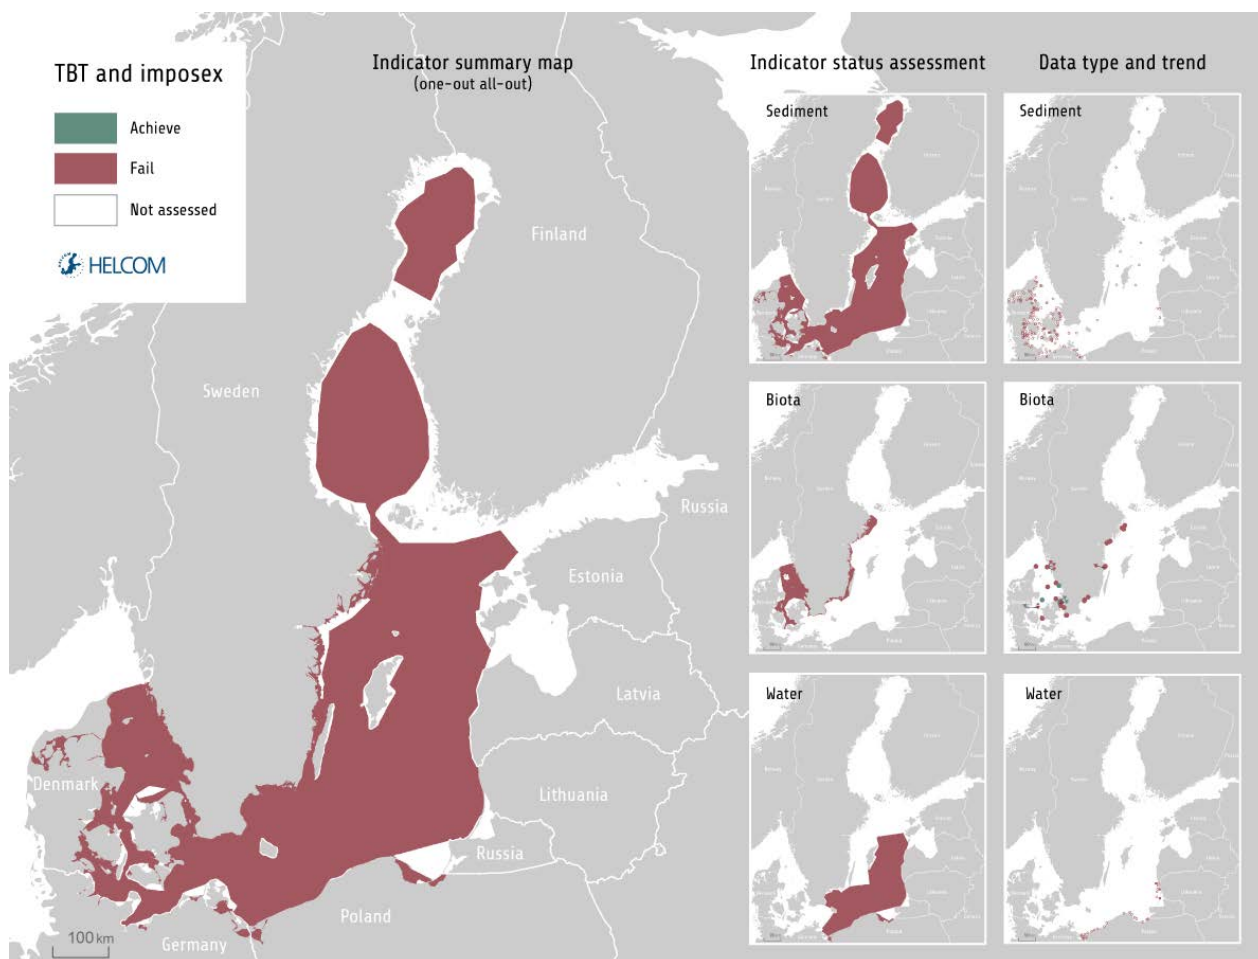 TBT and imposex
Achieve
Fail
Not assessed
HELCOM
Indicator summary map
(one-out all-out)
Finland
Sweden
Russia
Estonia
Latvia
Denmark
Lithuania
Russia
Poland
Germany
100 km
Indicator status assessment
Sediment
Biota
Water
Data type and trend
Sediment
Biota
Water